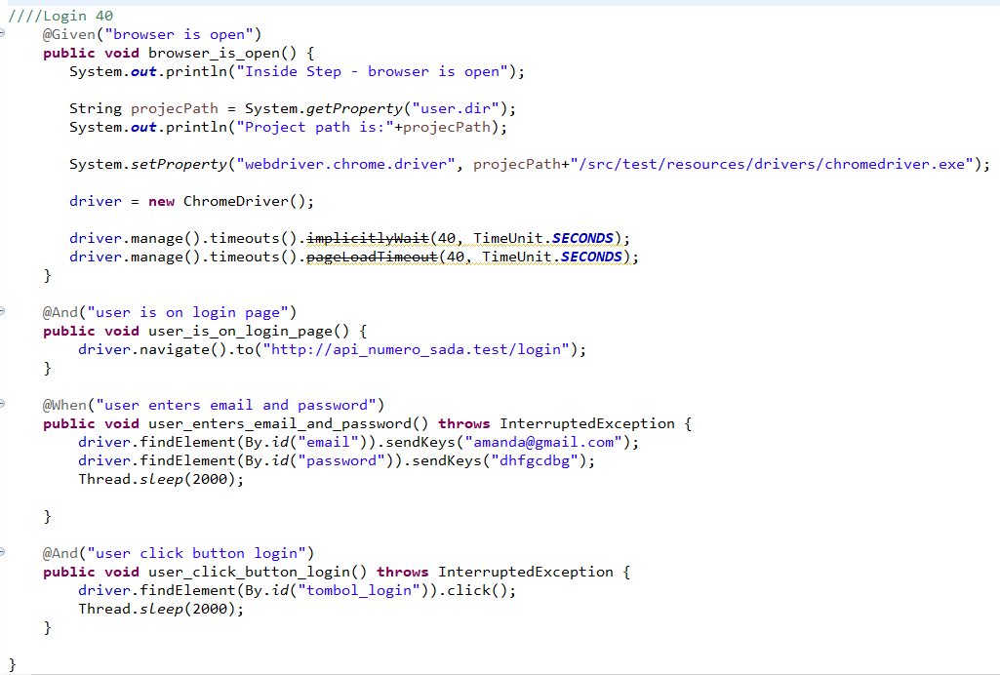 ////Login 40
@Given("browser is open")
public void browser_is_open() {
System.out.println("Inside Step - browser is open");
String projecPath = System.getProperty("user.dir");
System.out.println("Project path is:"+projecPath);
System.setProperty("webdriver.chrome.driver", projecPath+"/src/test/resources/drivers/chromedriver.exe");
driver = new ChromeDriver();
driver.manage().timeouts().implicitlyWait(40, TimeUnit.SECONDS);
driver.manage().timeouts().pageLoadTimeout(40, TimeUnit.SECONDS);
}
@And("user is on login page")
public void user_is_on_login_page() {
driver.navigate().to("http://api_numero_sada.test/login");
}
@When("user enters email and password")
public void user_enters_email_and_password() throws InterruptedException {
driver.findElement(By.id("email")).sendKeys("amanda@gmail.com");
driver.findElement(By.id("password")).sendKeys("dhfgcdbg");
Thread.sleep(2000);
}
@And("user click button login")
public void user_click_button_login() throws InterruptedException {
driver.findElement(By.id("tombol_login")).click();
Thread.sleep(2000);
}
}